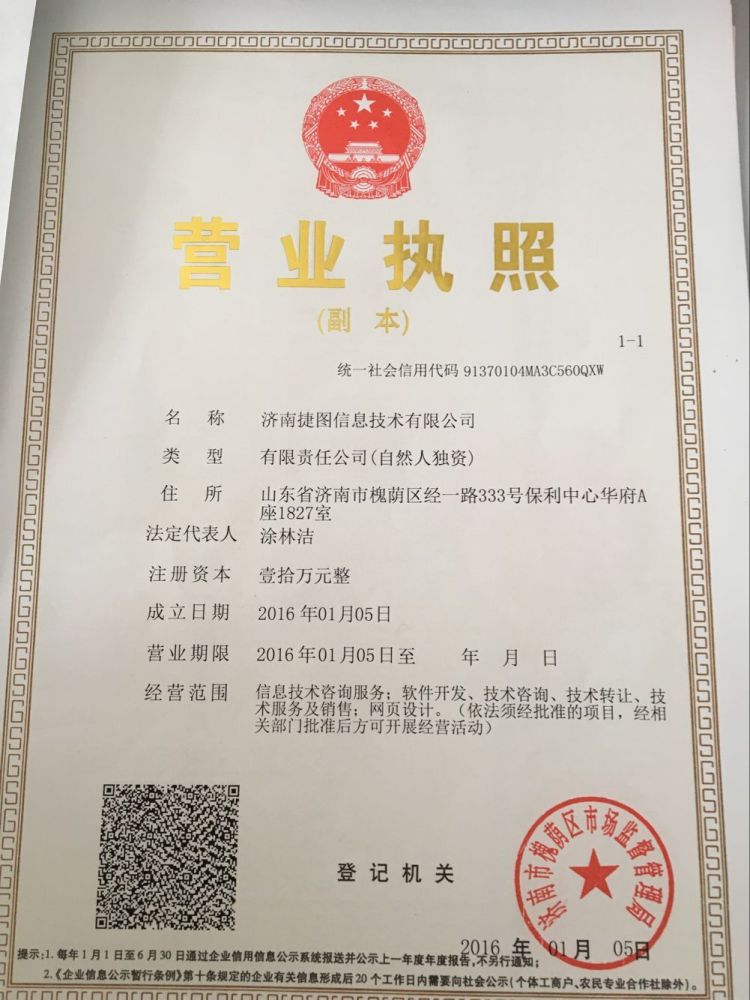 营业执照
(副 本)
1-1
统一社会信用代码 91370104MA3C560QXW
名 称 济南捷图信息技术有限公司
类 型 有限责任公司(自然人独资)
住 所 山东省济南市槐荫区经一路333号保利中心华府A
座1827室
法定代表人 涂林洁
注册资本 壹拾万元整
成立日期 2016年01月05日
营业期限 2016年01月05日至 年 月 日
经营范围 信息技术咨询服务；软件开发、技术咨询、技术转让、技
术服务及销售；网页设计。（依法须经批准的项目，经相
关部门批准后方可开展经营活动）
济南市槐荫区市场监督管理局
登记机关
2016 年 01 月 05日
提示:1.每年1月1日至6月30日通过企业信用信息公示系统报送并公示上一年度年度报告,不另行通知;
2.《企业信息公示暂行条例》第十条规定的企业有关信息形成后20个工作日内需要向社会公示(个体工商户、农民专业合作社除外)。